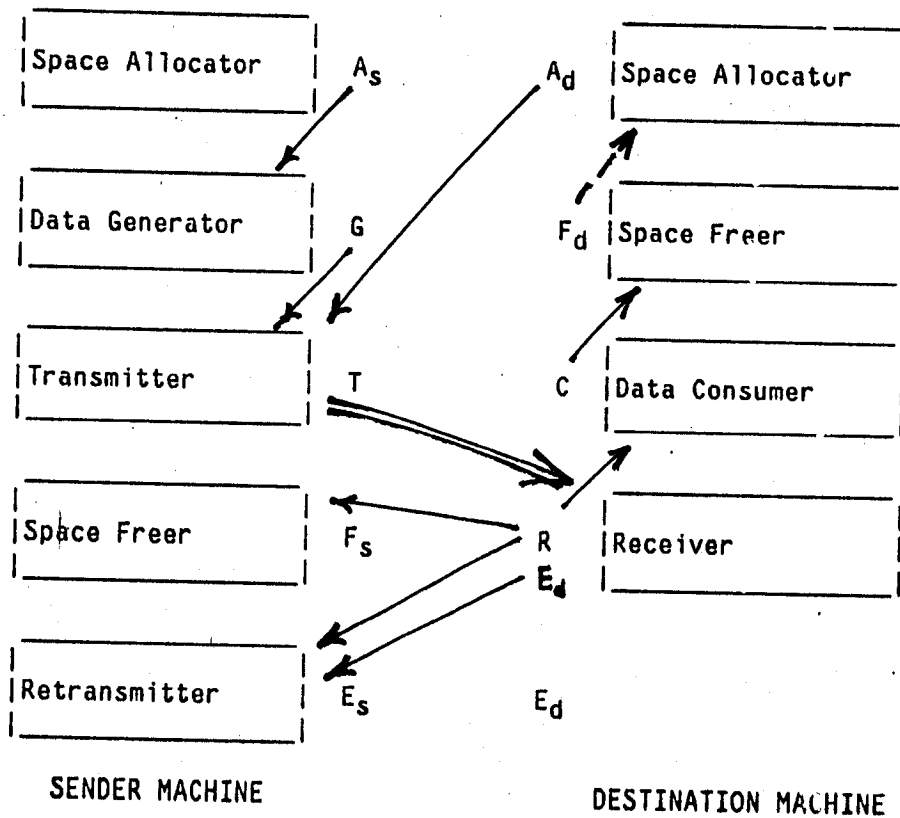 Space Allocator
A_s
A_d
Space Allocator
Data Generator
G
F_d
Space Freer
Transmitter
T
C
Data Consumer
Space Freer
F_s
R
Receiver
E_d
Retransmitter
E_s
E_d
SENDER MACHINE
DESTINATION MACHINE